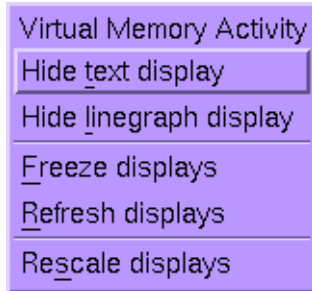 Virtual Memory Activity
Hide text display
Hide linegraph display
Freeze displays
Refresh displays
Rescale displays